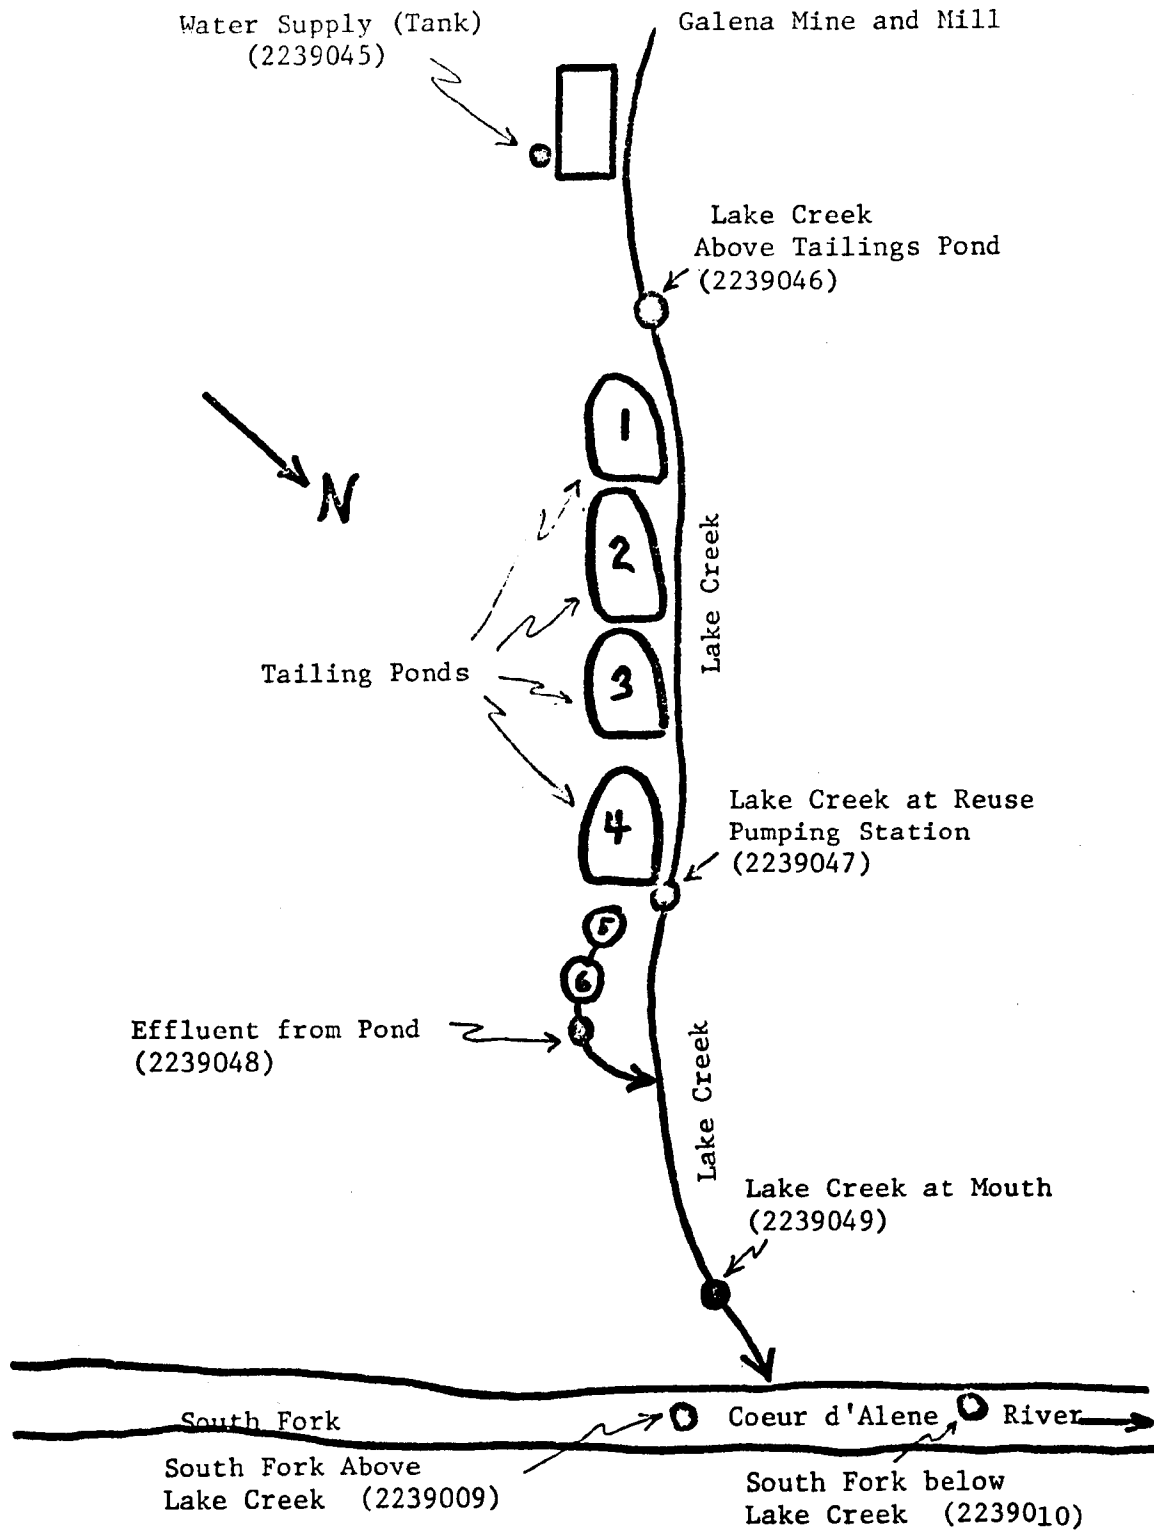 Water Supply (Tank)
(2239045)
Galena Mine and Mill
Lake Creek
Above Tailings Pond
(2239046)
N
1
2
3
4
Lake Creek
Tailing Ponds
Lake Creek at Reuse
Pumping Station
(2239047)
5
6
Effluent from Pond
(2239048)
Lake Creek
Lake Creek at Mouth
(2239049)
South Fork
Coeur d'Alene River
South Fork Above
Lake Creek (2239009)
South Fork below
Lake Creek (2239010)